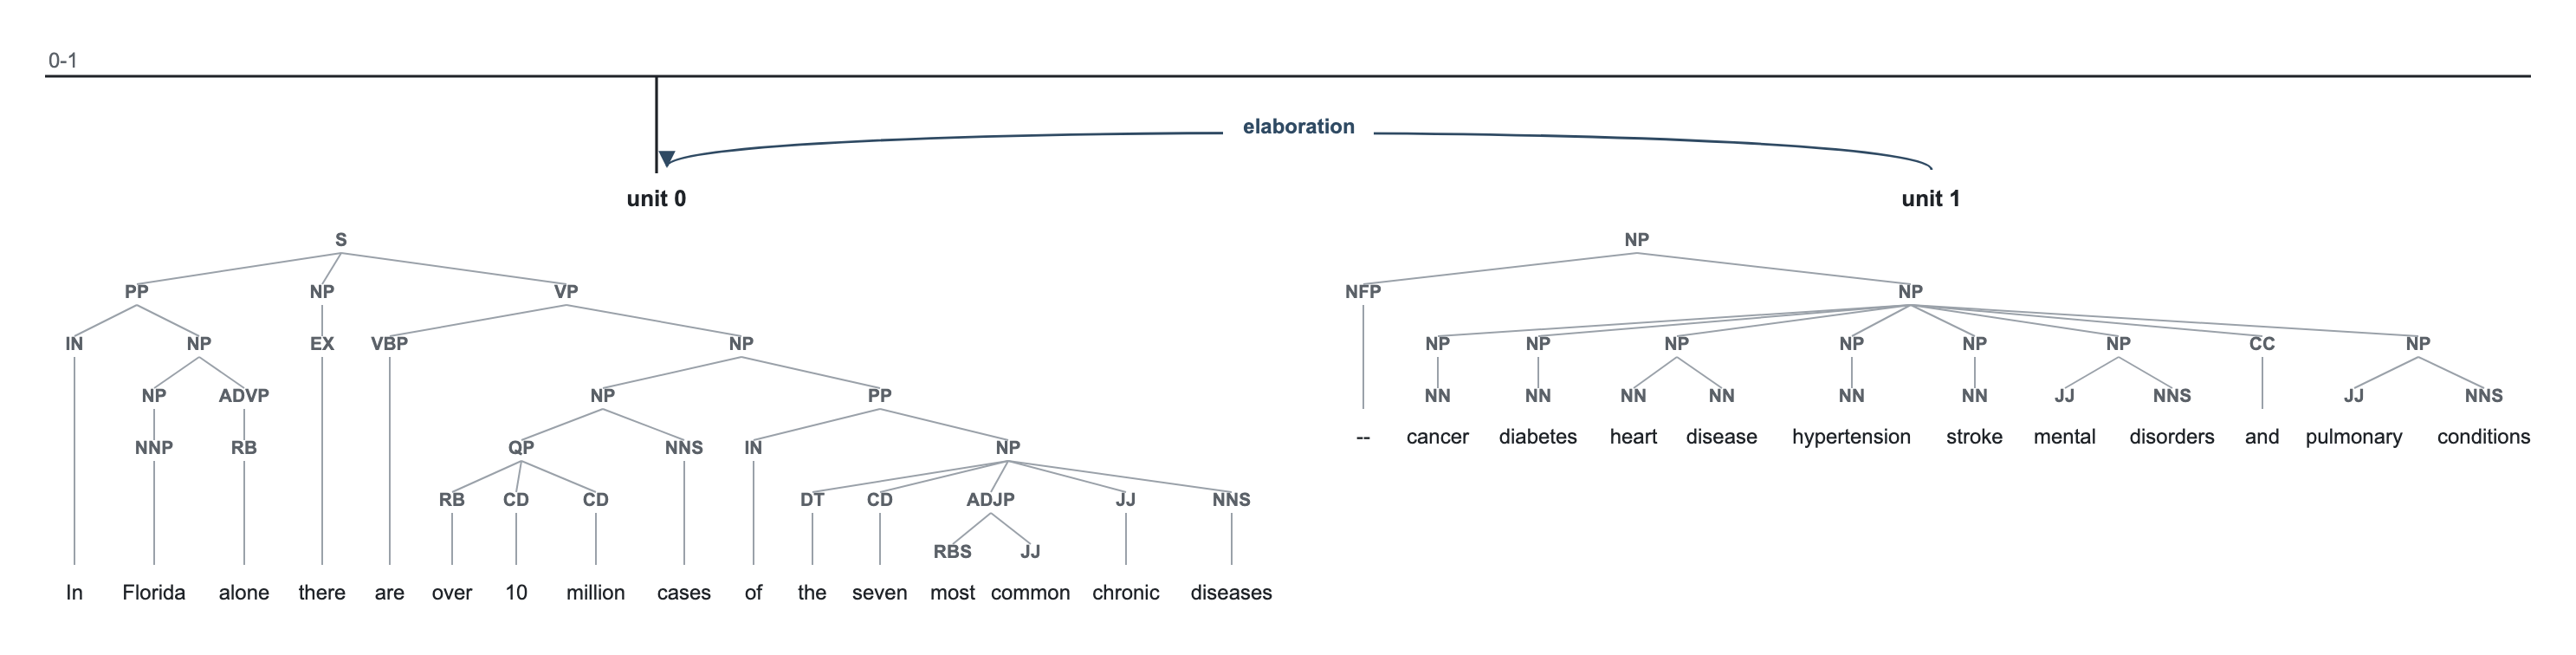 0-1
elaboration
unit 0 unit 1
S NP
PP NP VP NFP NP
IN NP EX VBP NP NP NP NP NP NP NP CC NP
NP ADVP NP PP NN NN NN NN NN NN JJ NNS JJ NNS
-- cancer diabetes heart disease hypertension stroke mental disorders and pulmonary conditions
NNP RB QP NNS IN NP
RB CD CD DT CD ADJP JJ NNS
RBS JJ
In Florida alone there are over 10 million cases of the seven most common chronic diseases